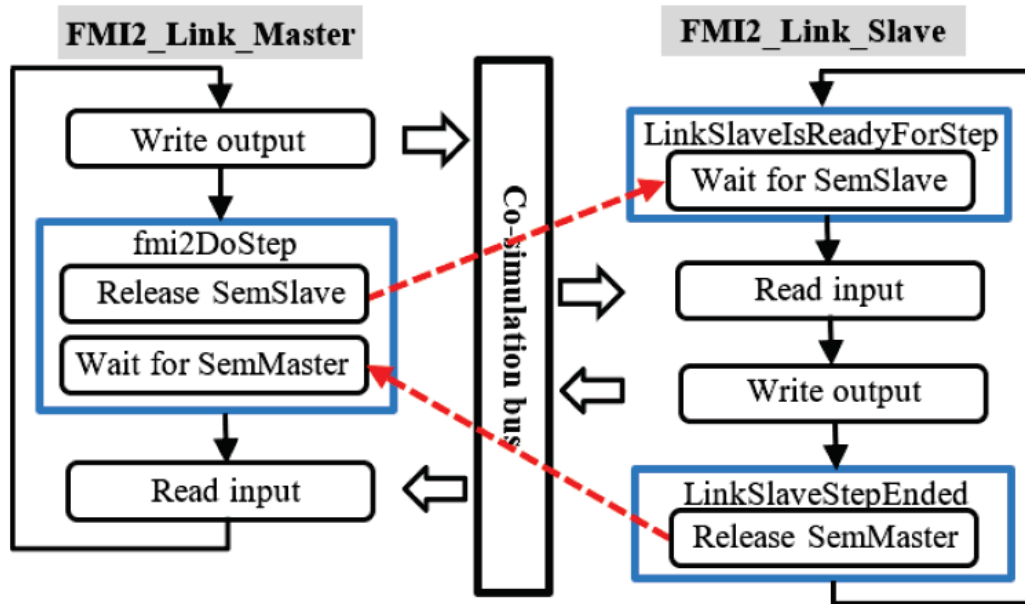 FMI2_Link_Master
Write output
fmi2DoStep
Release SemSlave
Wait for SemMaster
Read input
Co-simulation bus
FMI2_Link_Slave
LinkSlaveIsReadyForStep
Wait for SemSlave
Read input
Write output
LinkSlaveStepEnded
Release SemMaster